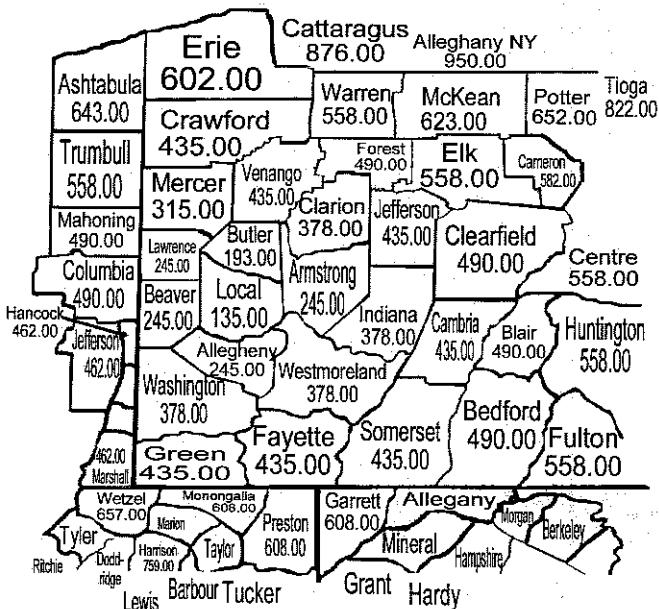 Erie
602.00
Cattaragus
876.00
Alleghany NY
950.00
Ashtabula
643.00
Warren
558.00
McKean
623.00
Potter
652.00
Tioga
822.00
Crawford
435.00
Trumbull
558.00
Mercer
315.00
Venango
435.00
Forest
490.00
Elk
558.00
Cameron
582.00
Clarion
378.00
Jefferson
435.00
Mahoning
490.00
Lawrence
245.00
Butler
193.00
Clearfield
490.00
Centre
558.00
Columbia
490.00
Beaver
245.00
Local
135.00
Armstrong
245.00
Indiana
378.00
Hancock
462.00
Jefferson
462.00
Allegheny
245.00
Cambria
435.00
Blair
490.00
Huntington
558.00
Washington
378.00
Westmoreland
378.00
Bedford
490.00
Fulton
558.00
462.00
Marshall
Green
435.00
Fayette
435.00
Somerset
435.00
Wetzel
657.00
Monongalla
608.00
Preston
608.00
Garrett
608.00
Allegany
Tyler
Marion
Mineral
Morgan
Berkeley
Ritchie
Dodd-
ridge
Harrison
759.00
Taylor
Hampshire
Lewis
Barbour
Tucker
Grant
Hardy